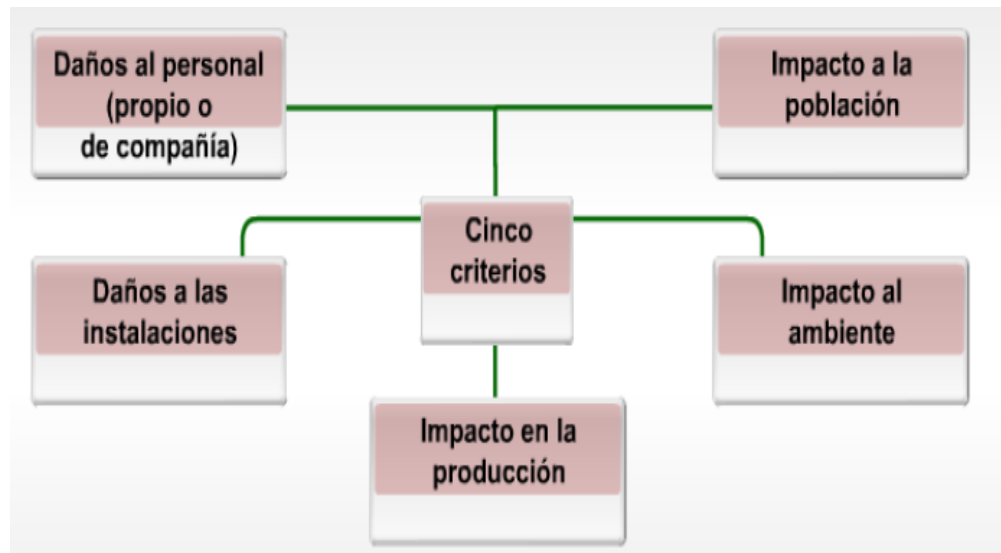 Daños al personal
(propio o
de compañía)
Impacto a la
población
Cinco
criterios
Daños a las
instalaciones
Impacto al
ambiente
Impacto en la
producción